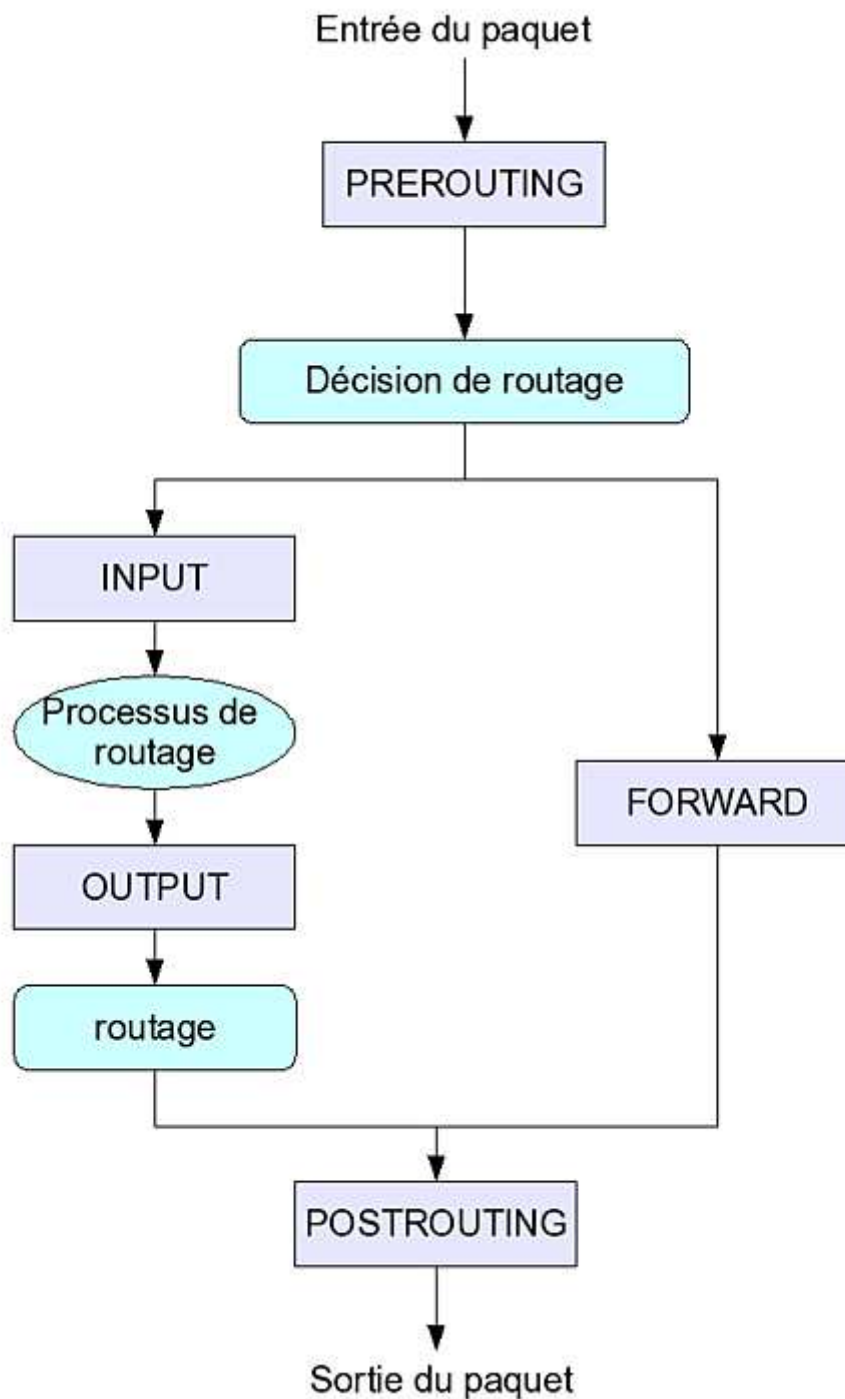 Entrée du paquet
PREROUTING
Décision de routage
INPUT
Processus de
routage
FORWARD
OUTPUT
routage
POSTROUTING
Sortie du paquet